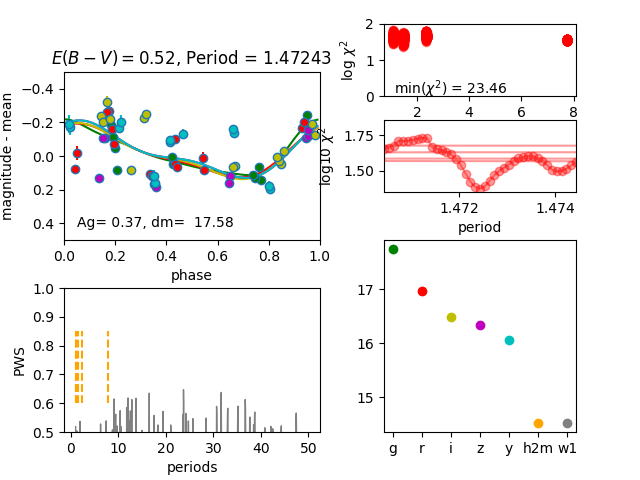 E(B − V) = 0.52, Period = 1.47243
magnitude - mean
−0.4
−0.2
0.0
0.2
0.4
Ag= 0.37, dm=  17.58
0.0 0.2 0.4 0.6 0.8 1.0
phase
log χ²
2
1
0
min(χ²) = 23.46
2 4 6 8
log10 χ²
1.75
1.50
1.472 1.474
period
PWS
1.0
0.9
0.8
0.7
0.6
0.5
0 10 20 30 40 50
periods
17
16
15
g r i z y h2m w1